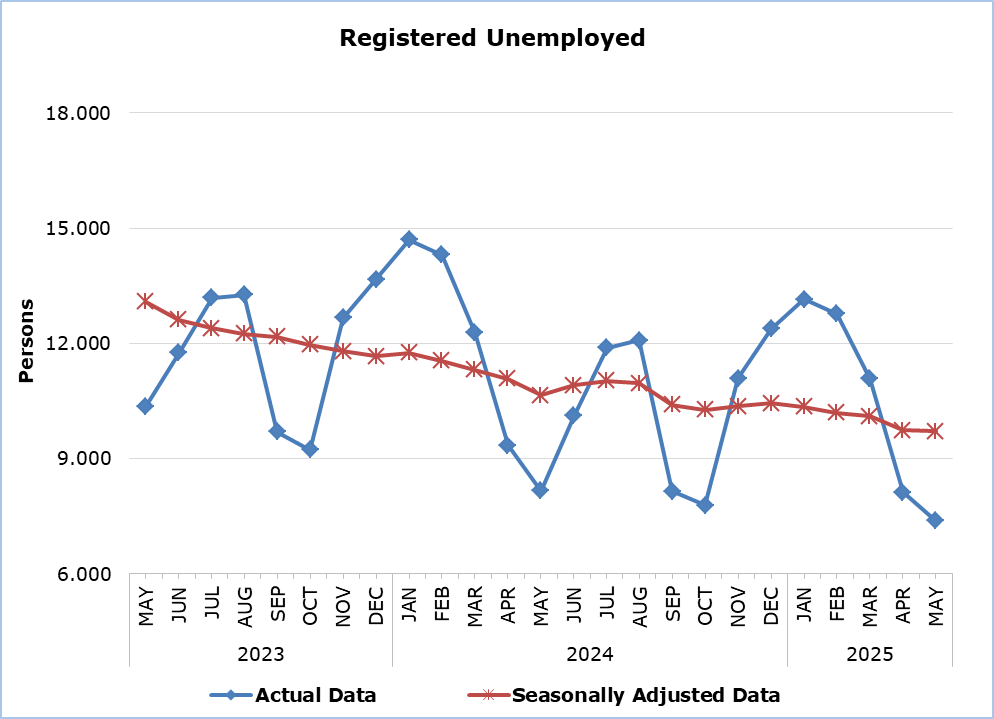 Registered Unemployed
Persons
18.000
15.000
12.000
9.000
6.000
MAY JUN JUL AUG SEP OCT NOV DEC JAN FEB MAR APR MAY JUN JUL AUG SEP OCT NOV DEC JAN FEB MAR APR MAY
2023 2024 2025
Actual Data Seasonally Adjusted Data